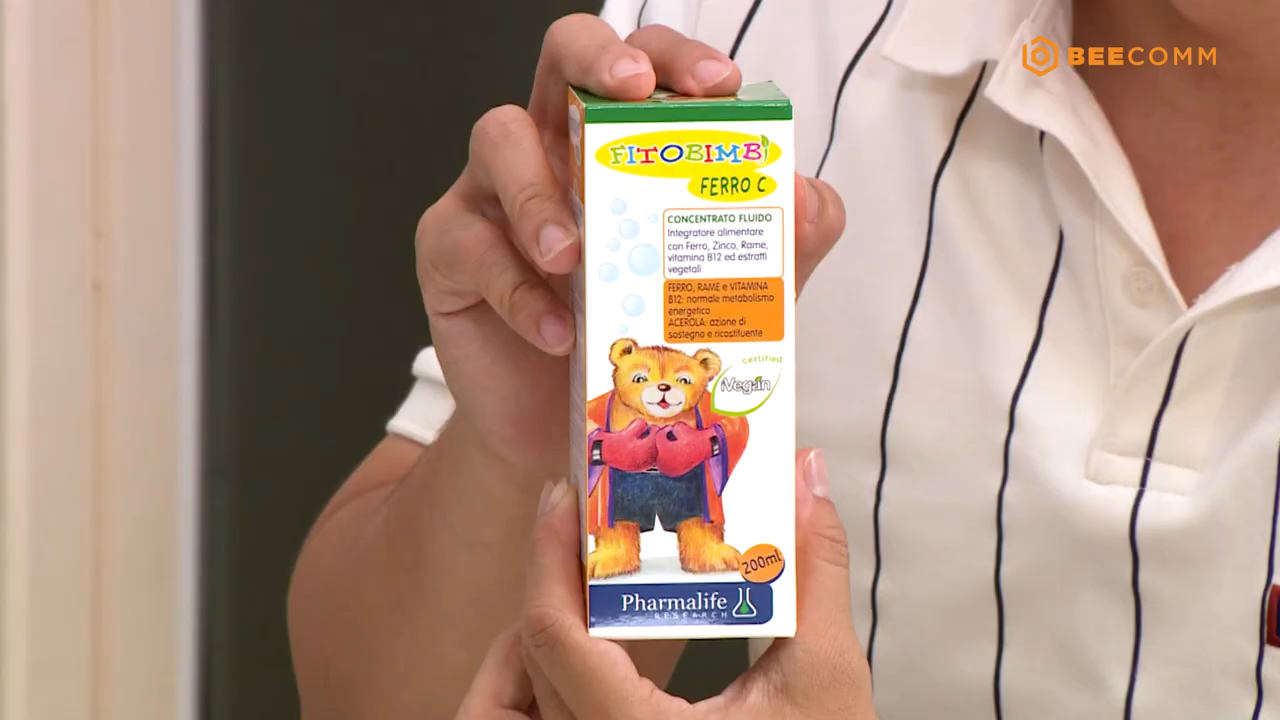 BEECOMM
FITOBIMBi
FERRO C
CONCENTRATO FLUIDO
Integratore alimentare
con Ferro, Zinco, Rame,
vitamina B12 ed estratti
vegetali
FERRO, RAME e VITAMINA
B12: normale metabolismo
energetico
ACEROLA: azione di
sostegno e ricostituente
certified
iVegan
200ml
Pharmalife
RESEARCH